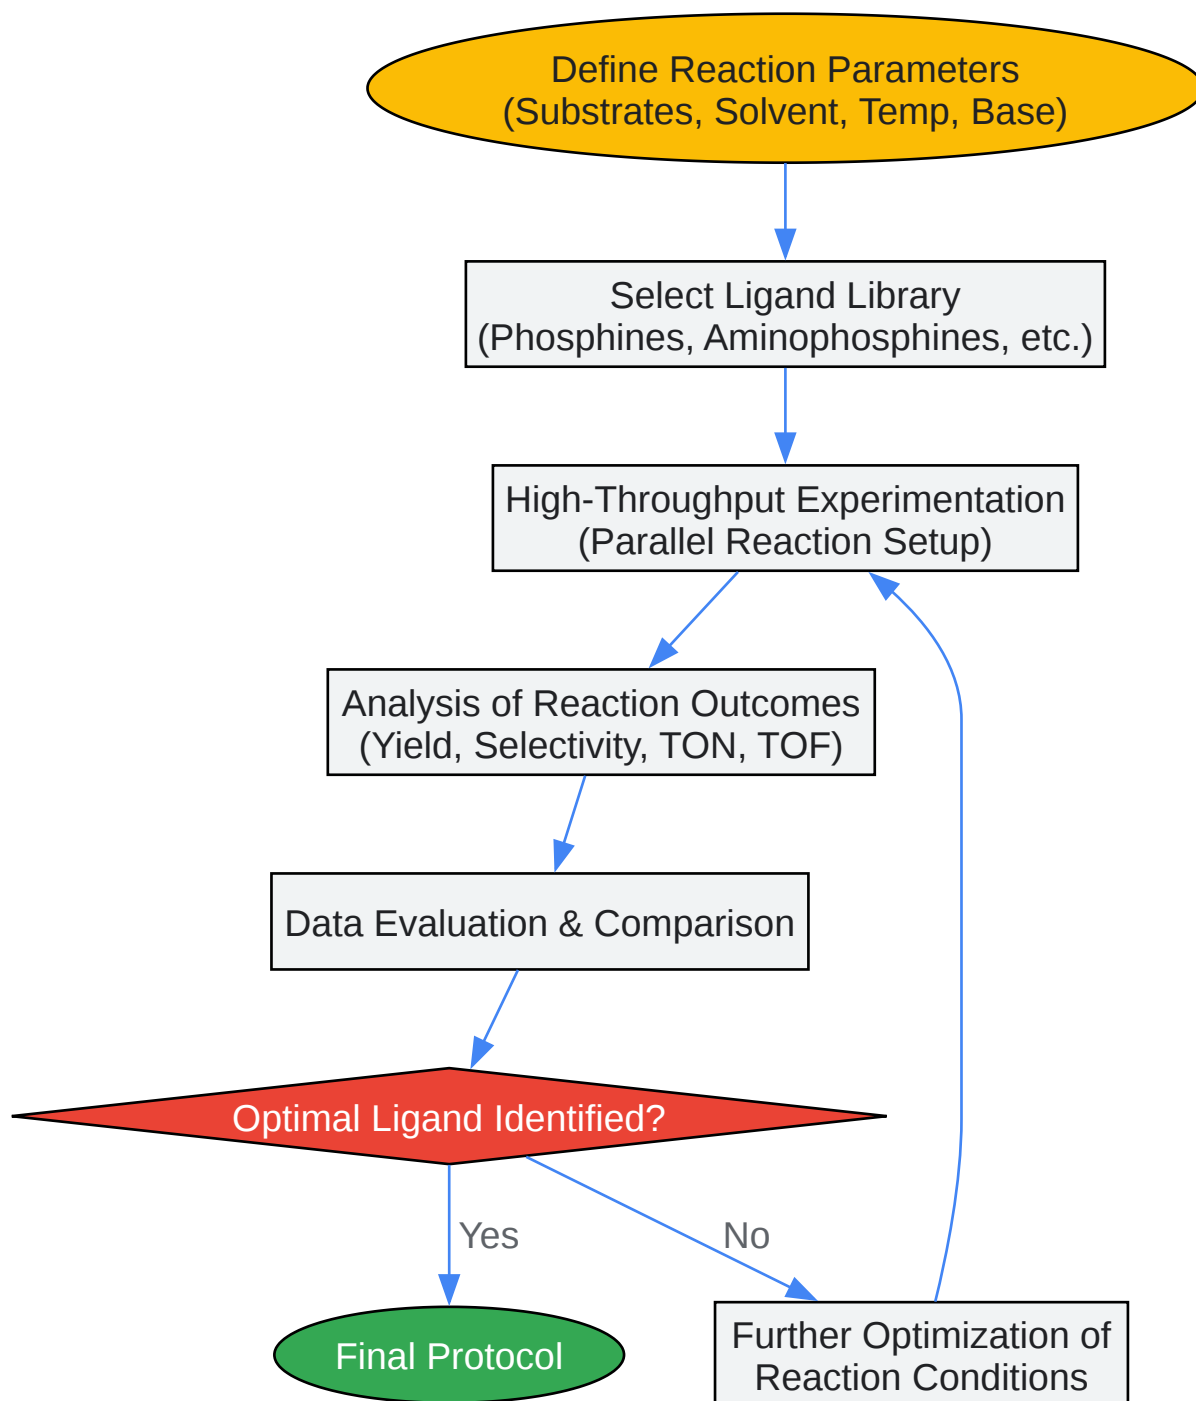 Define Reaction Parameters
(Substrates, Solvent, Temp, Base)
Select Ligand Library
(Phosphines, Aminophosphines, etc.)
High-Throughput Experimentation
(Parallel Reaction Setup)
Analysis of Reaction Outcomes
(Yield, Selectivity, TON, TOF)
Data Evaluation & Comparison
Optimal Ligand Identified?
Yes
No
Final Protocol
Further Optimization of
Reaction Conditions